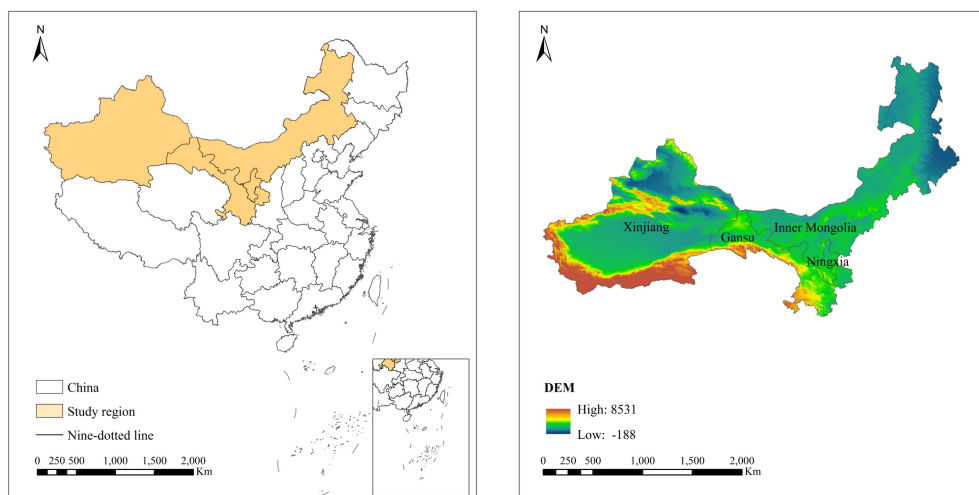 N
China
Study region
Nine-dotted line
0 250 500 1,000 1,500 2,000
Km
N
Xinjiang
Gansu
Inner Mongolia
Ningxia
DEM
High: 8531
Low: -188
0 250 500 1,000 1,500 2,000
Km